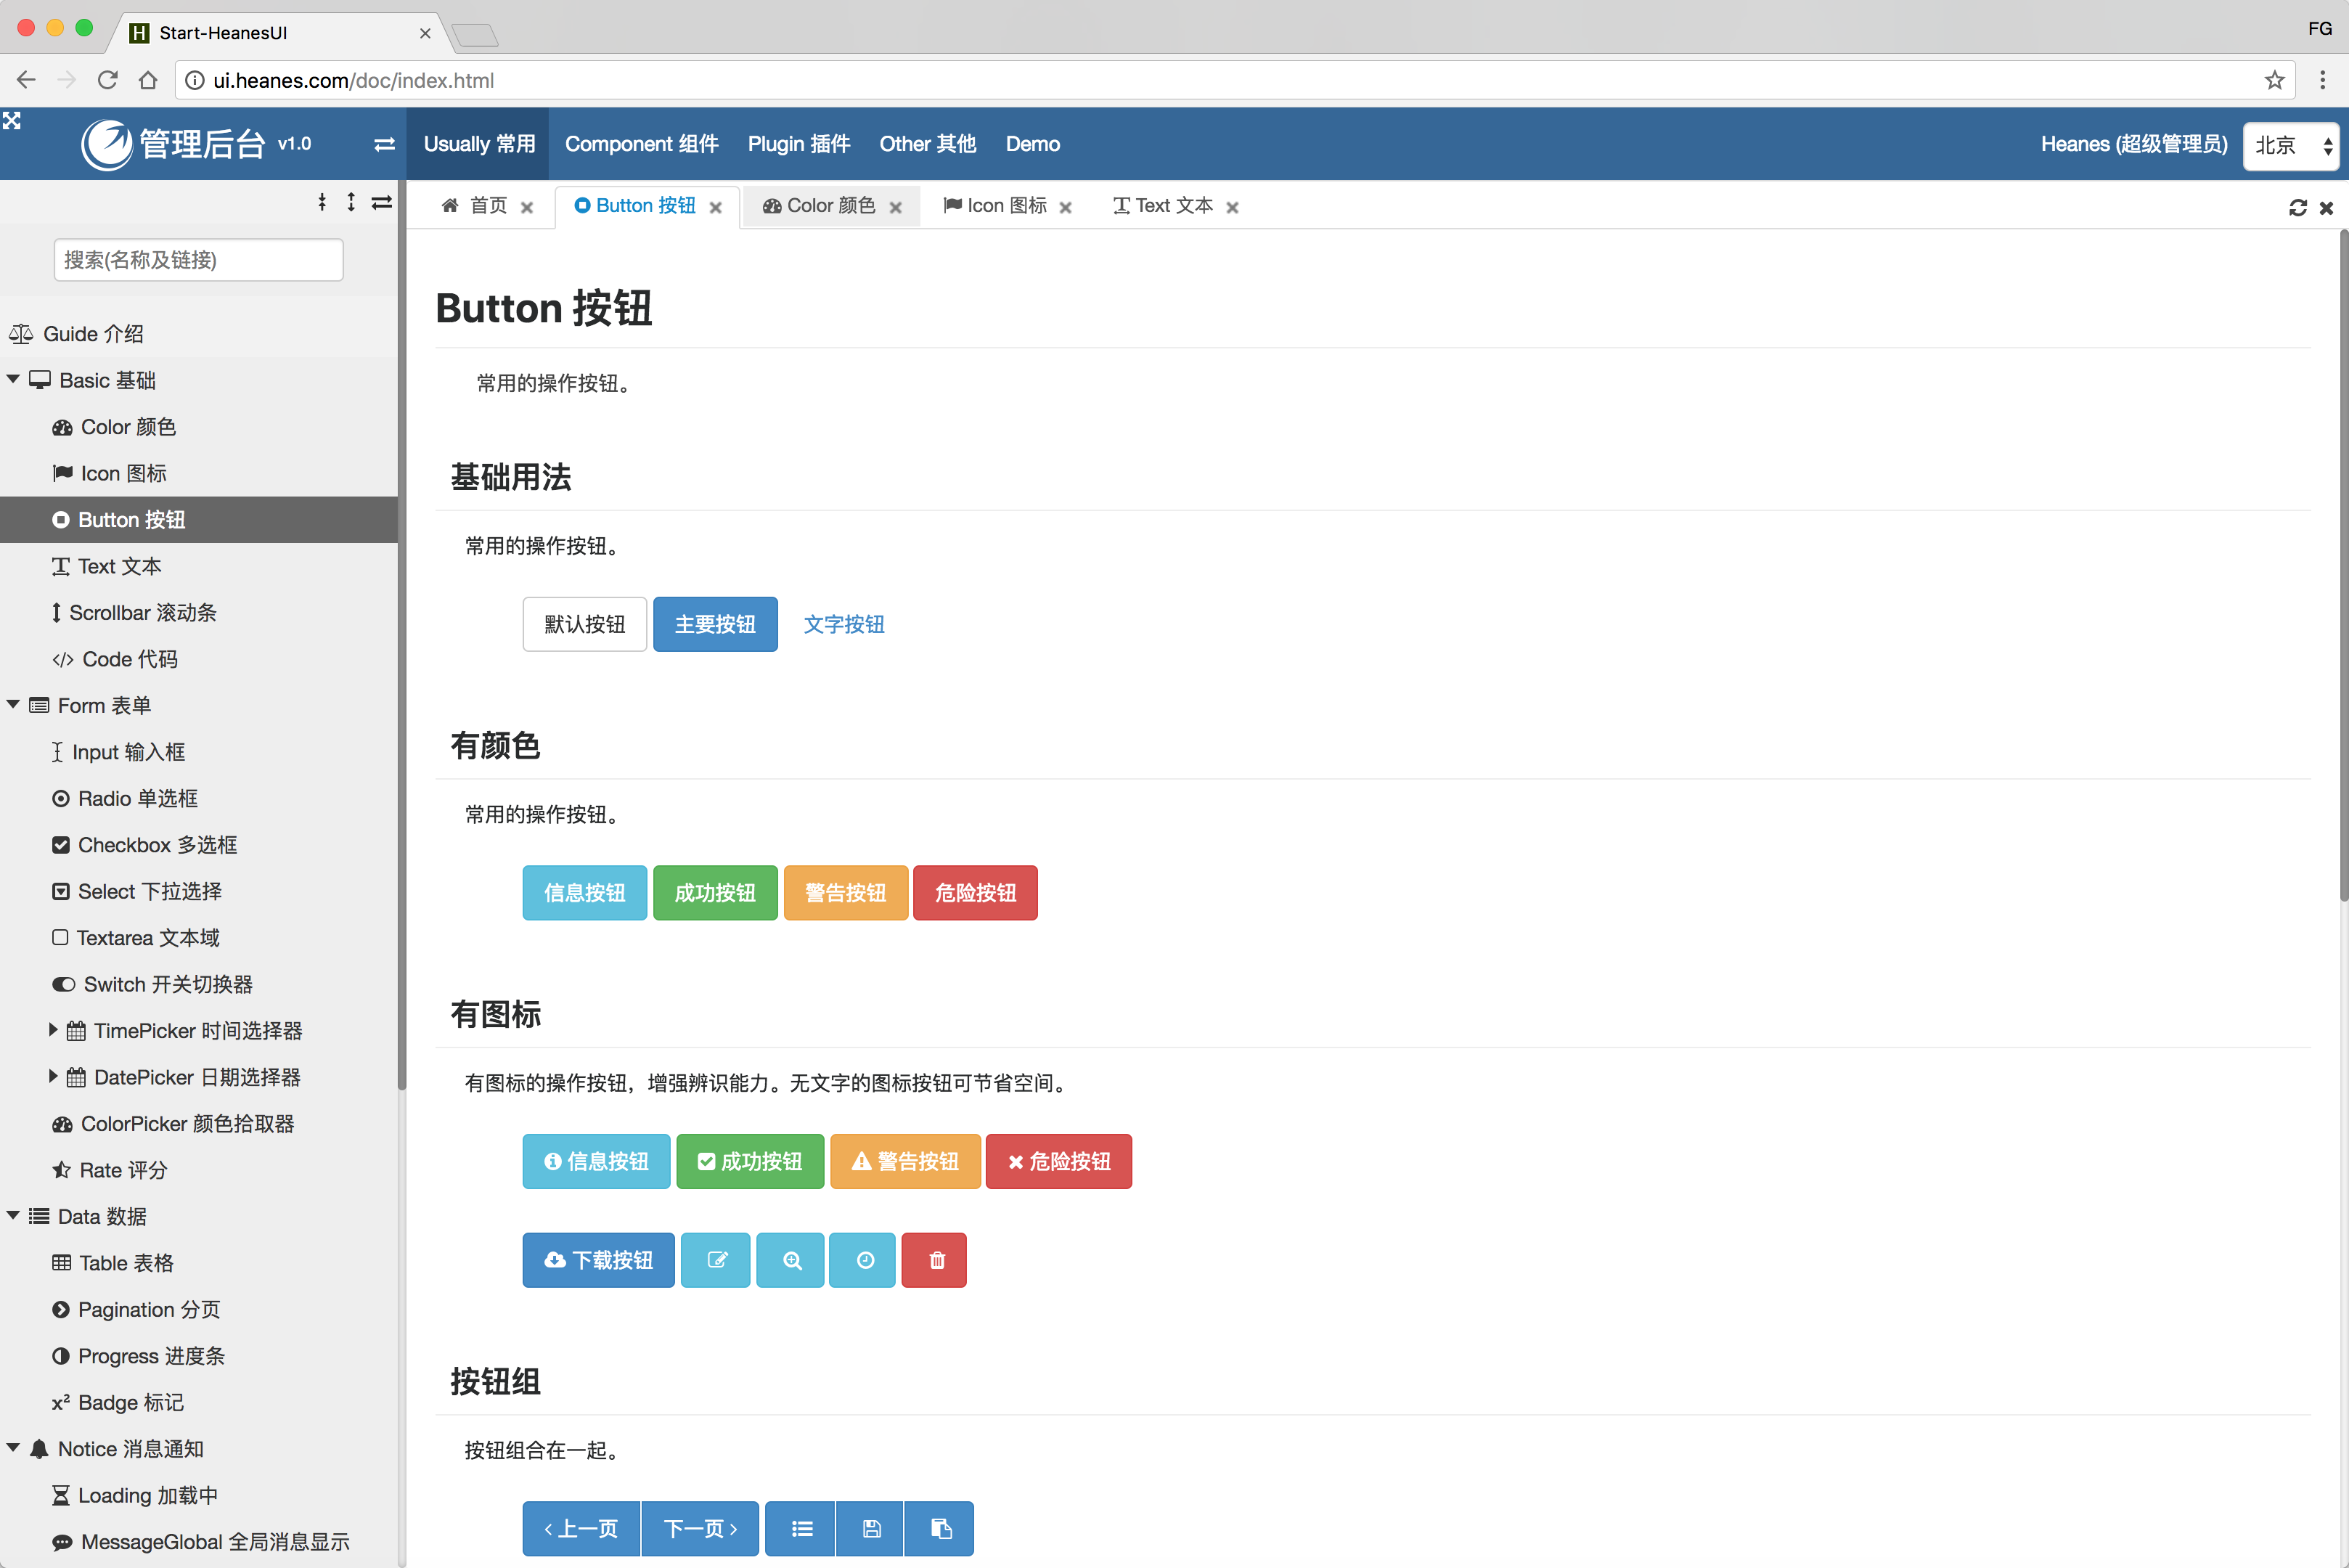 Start-HeanesUI
FG
ui.heanes.com/doc/index.html
管理后台 v1.0
Usually 常用 Component 组件 Plugin 插件 Other 其他 Demo
Heanes (超级管理员) 北京
首页 Button 按钮 Color 颜色 Icon 图标 Text 文本
搜索(名称及链接)
Guide 介绍
Basic 基础
Color 颜色
Icon 图标
Button 按钮
Text 文本
Scrollbar 滚动条
Code 代码
Form 表单
Input 输入框
Radio 单选框
Checkbox 多选框
Select 下拉选择
Textarea 文本域
Switch 开关切换器
TimePicker 时间选择器
DatePicker 日期选择器
ColorPicker 颜色拾取器
Rate 评分
Data 数据
Table 表格
Pagination 分页
Progress 进度条
Badge 标记
Notice 消息通知
Loading 加载中
MessageGlobal 全局消息显示
Button 按钮
常用的操作按钮。
基础用法
常用的操作按钮。
默认按钮 主要按钮 文字按钮
有颜色
常用的操作按钮。
信息按钮 成功按钮 警告按钮 危险按钮
有图标
有图标的操作按钮，增强辨识能力。无文字的图标按钮可节省空间。
信息按钮 成功按钮 警告按钮 危险按钮
下载按钮
按钮组
按钮组合在一起。
上一页 下一页